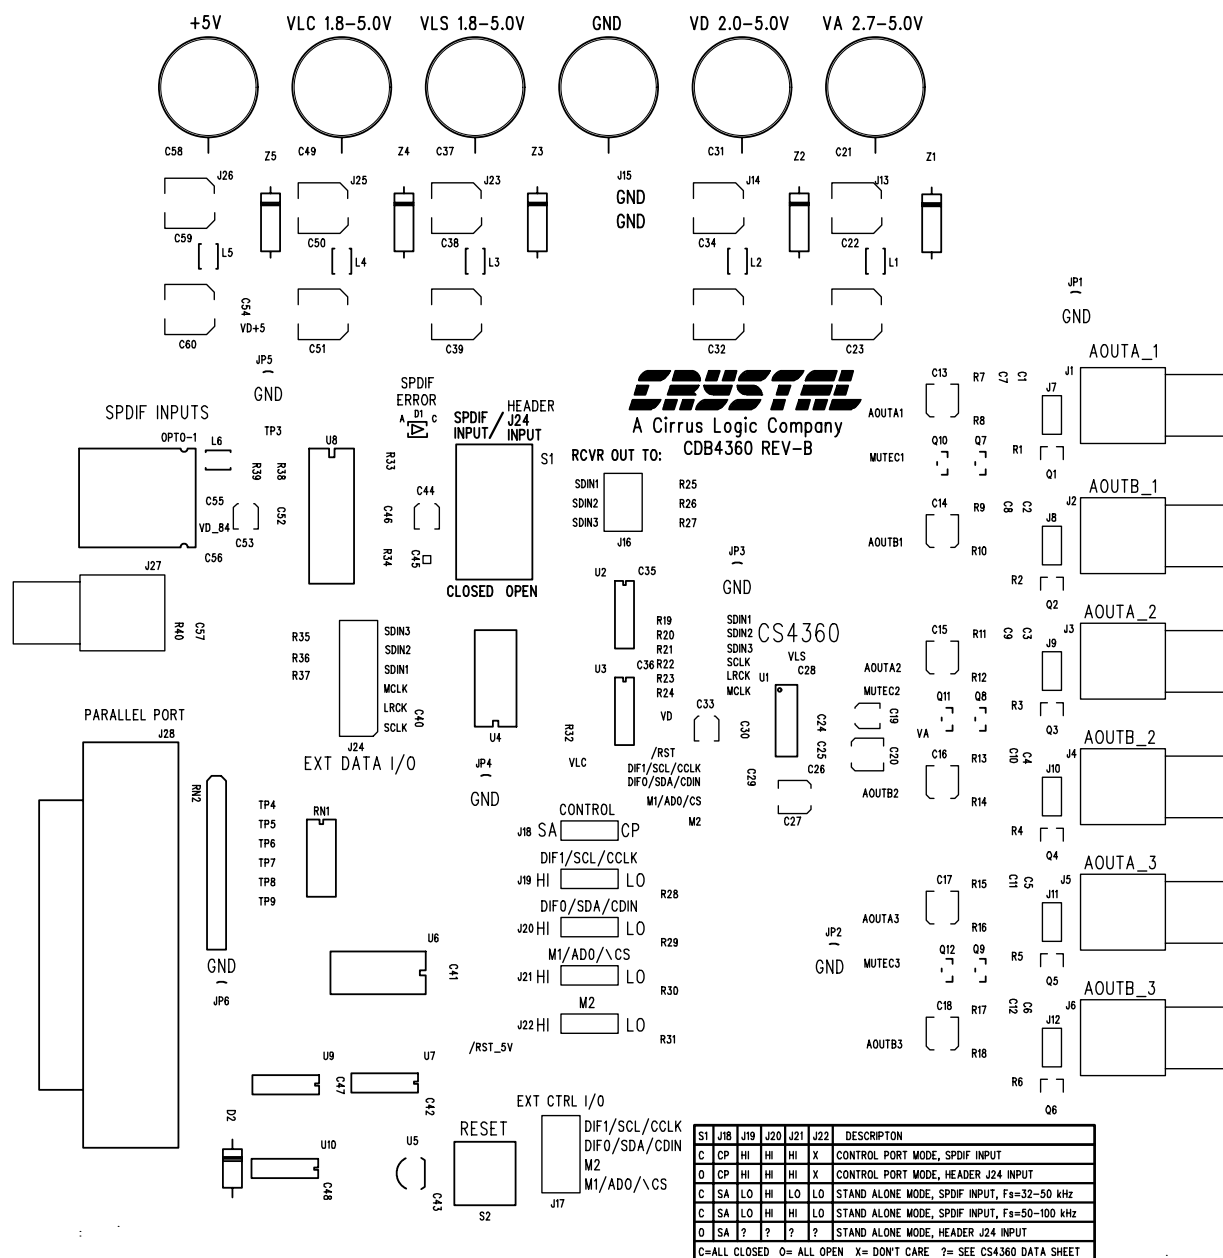 +5V VLC 1.8-5.0V VLS 1.8-5.0V GND VD 2.0-5.0V VA 2.7-5.0V
C58 Z5 C49 Z4 C37 Z3 C31 Z2 C21 Z1
J26 J25 J23 J15 J14 J13
GND
GND
C59 C50 C38 C34 C22
L5 L4 L3 L2 L1
C54
VD+5
C60 C51 C39 C32 C23
JP1
GND
JP5
GND
SPDIF
ERROR
A D1 C
SPDIF
INPUT/
HEADER
J24
INPUT
S1
CRYSTAL
A Cirrus Logic Company
CDB4360 REV-B
SPDIF INPUTS
OPTO-1 L6 TP3 U8
R39 R38 R33
C55 C52 C46 C44
VD_84
C53
C56 R34 C45
CLOSED OPEN
RCVR OUT TO:
SDIN1 R25
SDIN2 R26
SDIN3 R27
J16
JP3
GND
J27
R40 C57
U2 C35
R19
R20
R21
U3 C36 R22
R23
R24
SDIN1
SDIN2
SDIN3
SCLK
LRCK
MCLK
CS4360
VLS
C28
U1
R35
R36
R37
SDIN3
SDIN2
SDIN1
MCLK
LRCK
SCLK
C40
J24
EXT DATA I/O
U4
JP4
GND
R32
VLC
VD C33 C30
C24
C25
C26
C29
C27
C19
C20
/RST
DIF1/SCL/CCLK
DIF0/SDA/CDIN
M1/AD0/CS
M2
AOUTA_1
C13 R7 C7 C1 J7 J1
AOUTA1 R8
Q10 Q7 R1 Q1
MUTEC1
AOUTB_1
C14 R9 C8 C2 J8 J2
AOUTB1 R10
R2 Q2
AOUTA_2
C15 R11 C9 C3 J9 J3
AOUTA2 R12
MUTEC2 Q11 Q8 R3 Q3
VA
AOUTB_2
C16 R13 C10 C4 J10 J4
AOUTB2 R14
R4 Q4
AOUTA_3
C17 R15 C11 C5 J11 J5
AOUTA3 R16
MUTEC3 Q12 Q9 R5 Q5
JP2
GND
AOUTB_3
C18 R17 C12 C6 J12 J6
AOUTB3 R18
R6 Q6
PARALLEL PORT
J28
RN2
TP4
TP5
TP6
TP7
TP8
TP9
RN1
GND
JP6
U6 C41
CONTROL
J18 SA CP
DIF1/SCL/CCLK
J19 HI LO R28
DIF0/SDA/CDIN
J20 HI LO R29
M1/AD0/\CS
J21 HI LO R30
M2
J22 HI LO R31
/RST_5V
U9 C47 U7 C42
D2 U10 C48 U5 C43
RESET
S2
EXT CTRL I/O
DIF1/SCL/CCLK
DIF0/SDA/CDIN
M2
M1/AD0/\CS
J17
S1 J18 J19 J20 J21 J22 DESCRIPTON
C CP HI HI HI X CONTROL PORT MODE, SPDIF INPUT
O CP HI HI HI X CONTROL PORT MODE, HEADER J24 INPUT
C SA LO HI LO LO STAND ALONE MODE, SPDIF INPUT, Fs=32-50 kHz
C SA LO HI HI LO STAND ALONE MODE, SPDIF INPUT, Fs=50-100 kHz
O SA ? ? ? ? STAND ALONE MODE, HEADER J24 INPUT
C=ALL CLOSED O= ALL OPEN X= DON'T CARE ?= SEE CS4360 DATA SHEET